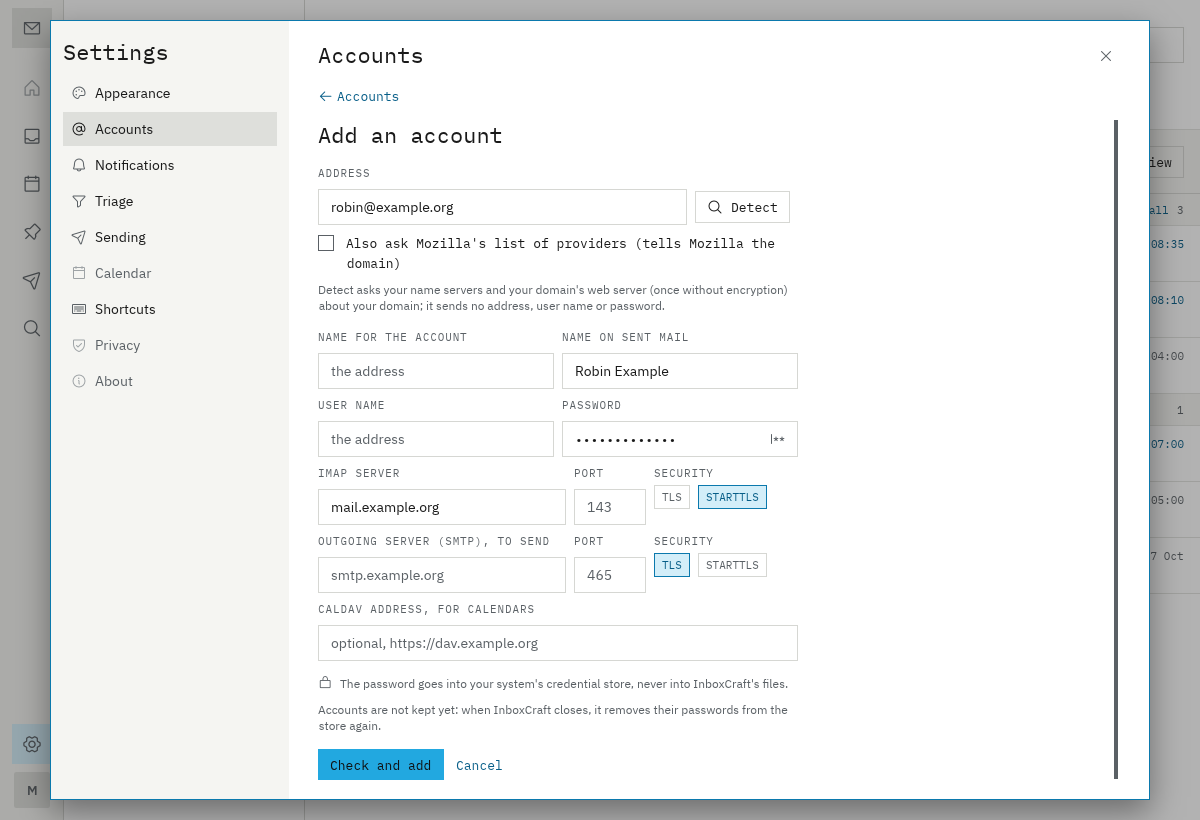 Settings
Appearance
Accounts
Notifications
Triage
Sending
Calendar
Shortcuts
Privacy
About
M
Accounts
← Accounts
Add an account
ADDRESS
robin@example.org
Detect
Also ask Mozilla's list of providers (tells Mozilla the
domain)
Detect asks your name servers and your domain's web server (once without encryption)
about your domain; it sends no address, user name or password.
NAME FOR THE ACCOUNT NAME ON SENT MAIL
the address Robin Example
USER NAME PASSWORD
the address •••••••••••••
IMAP SERVER PORT SECURITY
mail.example.org 143 TLS STARTTLS
OUTGOING SERVER (SMTP), TO SEND PORT SECURITY
smtp.example.org 465 TLS STARTTLS
CALDAV ADDRESS, FOR CALENDARS
optional, https://dav.example.org
The password goes into your system's credential store, never into InboxCraft's files.
Accounts are not kept yet: when InboxCraft closes, it removes their passwords from the
store again.
Check and add Cancel
iew
all 3
08:35
08:10
04:00
1
07:00
05:00
7 Oct